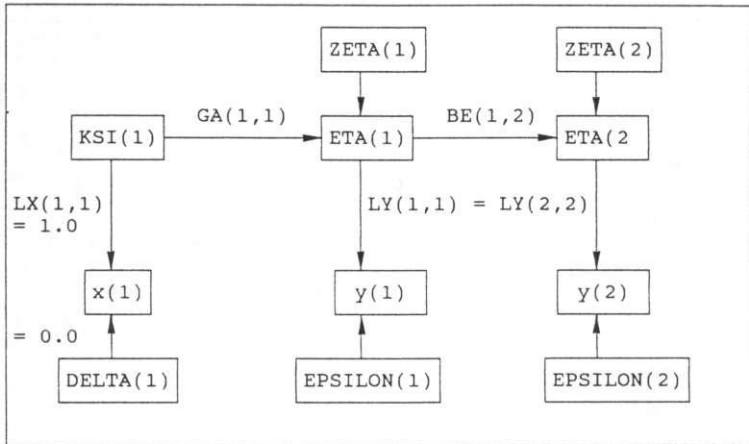 ZETA(1) ZETA(2)
GA(1,1) BE(1,2)
KSI(1) ETA(1) ETA(2
LX(1,1) LY(1,1) = LY(2,2)
= 1.0
x(1) y(1) y(2)
= 0.0
DELTA(1) EPSILON(1) EPSILON(2)